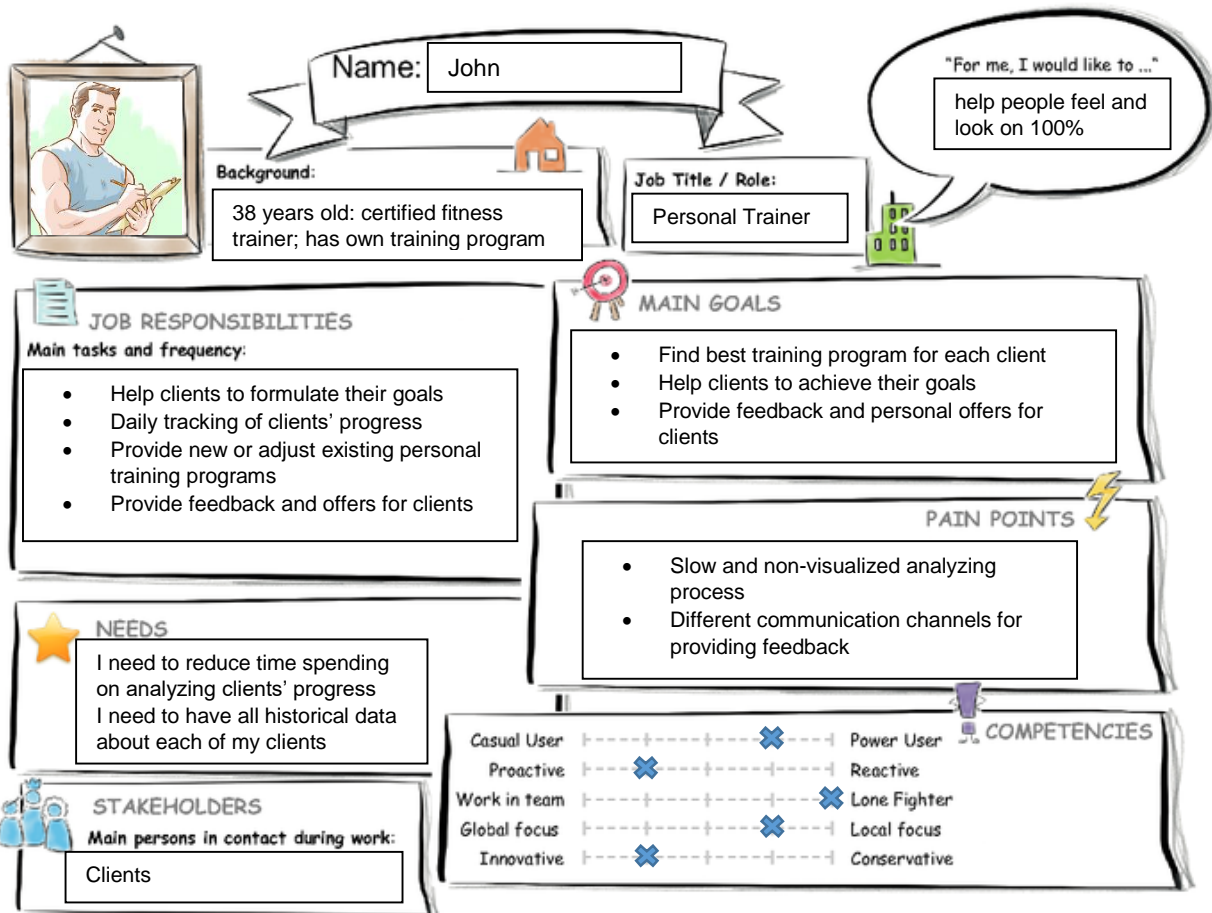 Name: John
"For me, I would like to ..."
help people feel and
look on 100%
Background:
38 years old: certified fitness
trainer; has own training program
Job Title / Role:
Personal Trainer
JOB RESPONSIBILITIES
Main tasks and frequency:
• Help clients to formulate their goals
• Daily tracking of clients’ progress
• Provide new or adjust existing personal
training programs
• Provide feedback and offers for clients
MAIN GOALS
• Find best training program for each client
• Help clients to achieve their goals
• Provide feedback and personal offers for
clients
PAIN POINTS
• Slow and non-visualized analyzing
process
• Different communication channels for
providing feedback
NEEDS
I need to reduce time spending
on analyzing clients’ progress
I need to have all historical data
about each of my clients
COMPETENCIES
Casual User Power User
Proactive Reactive
Work in team Lone Fighter
Global focus Local focus
Innovative Conservative
STAKEHOLDERS
Main persons in contact during work:
Clients